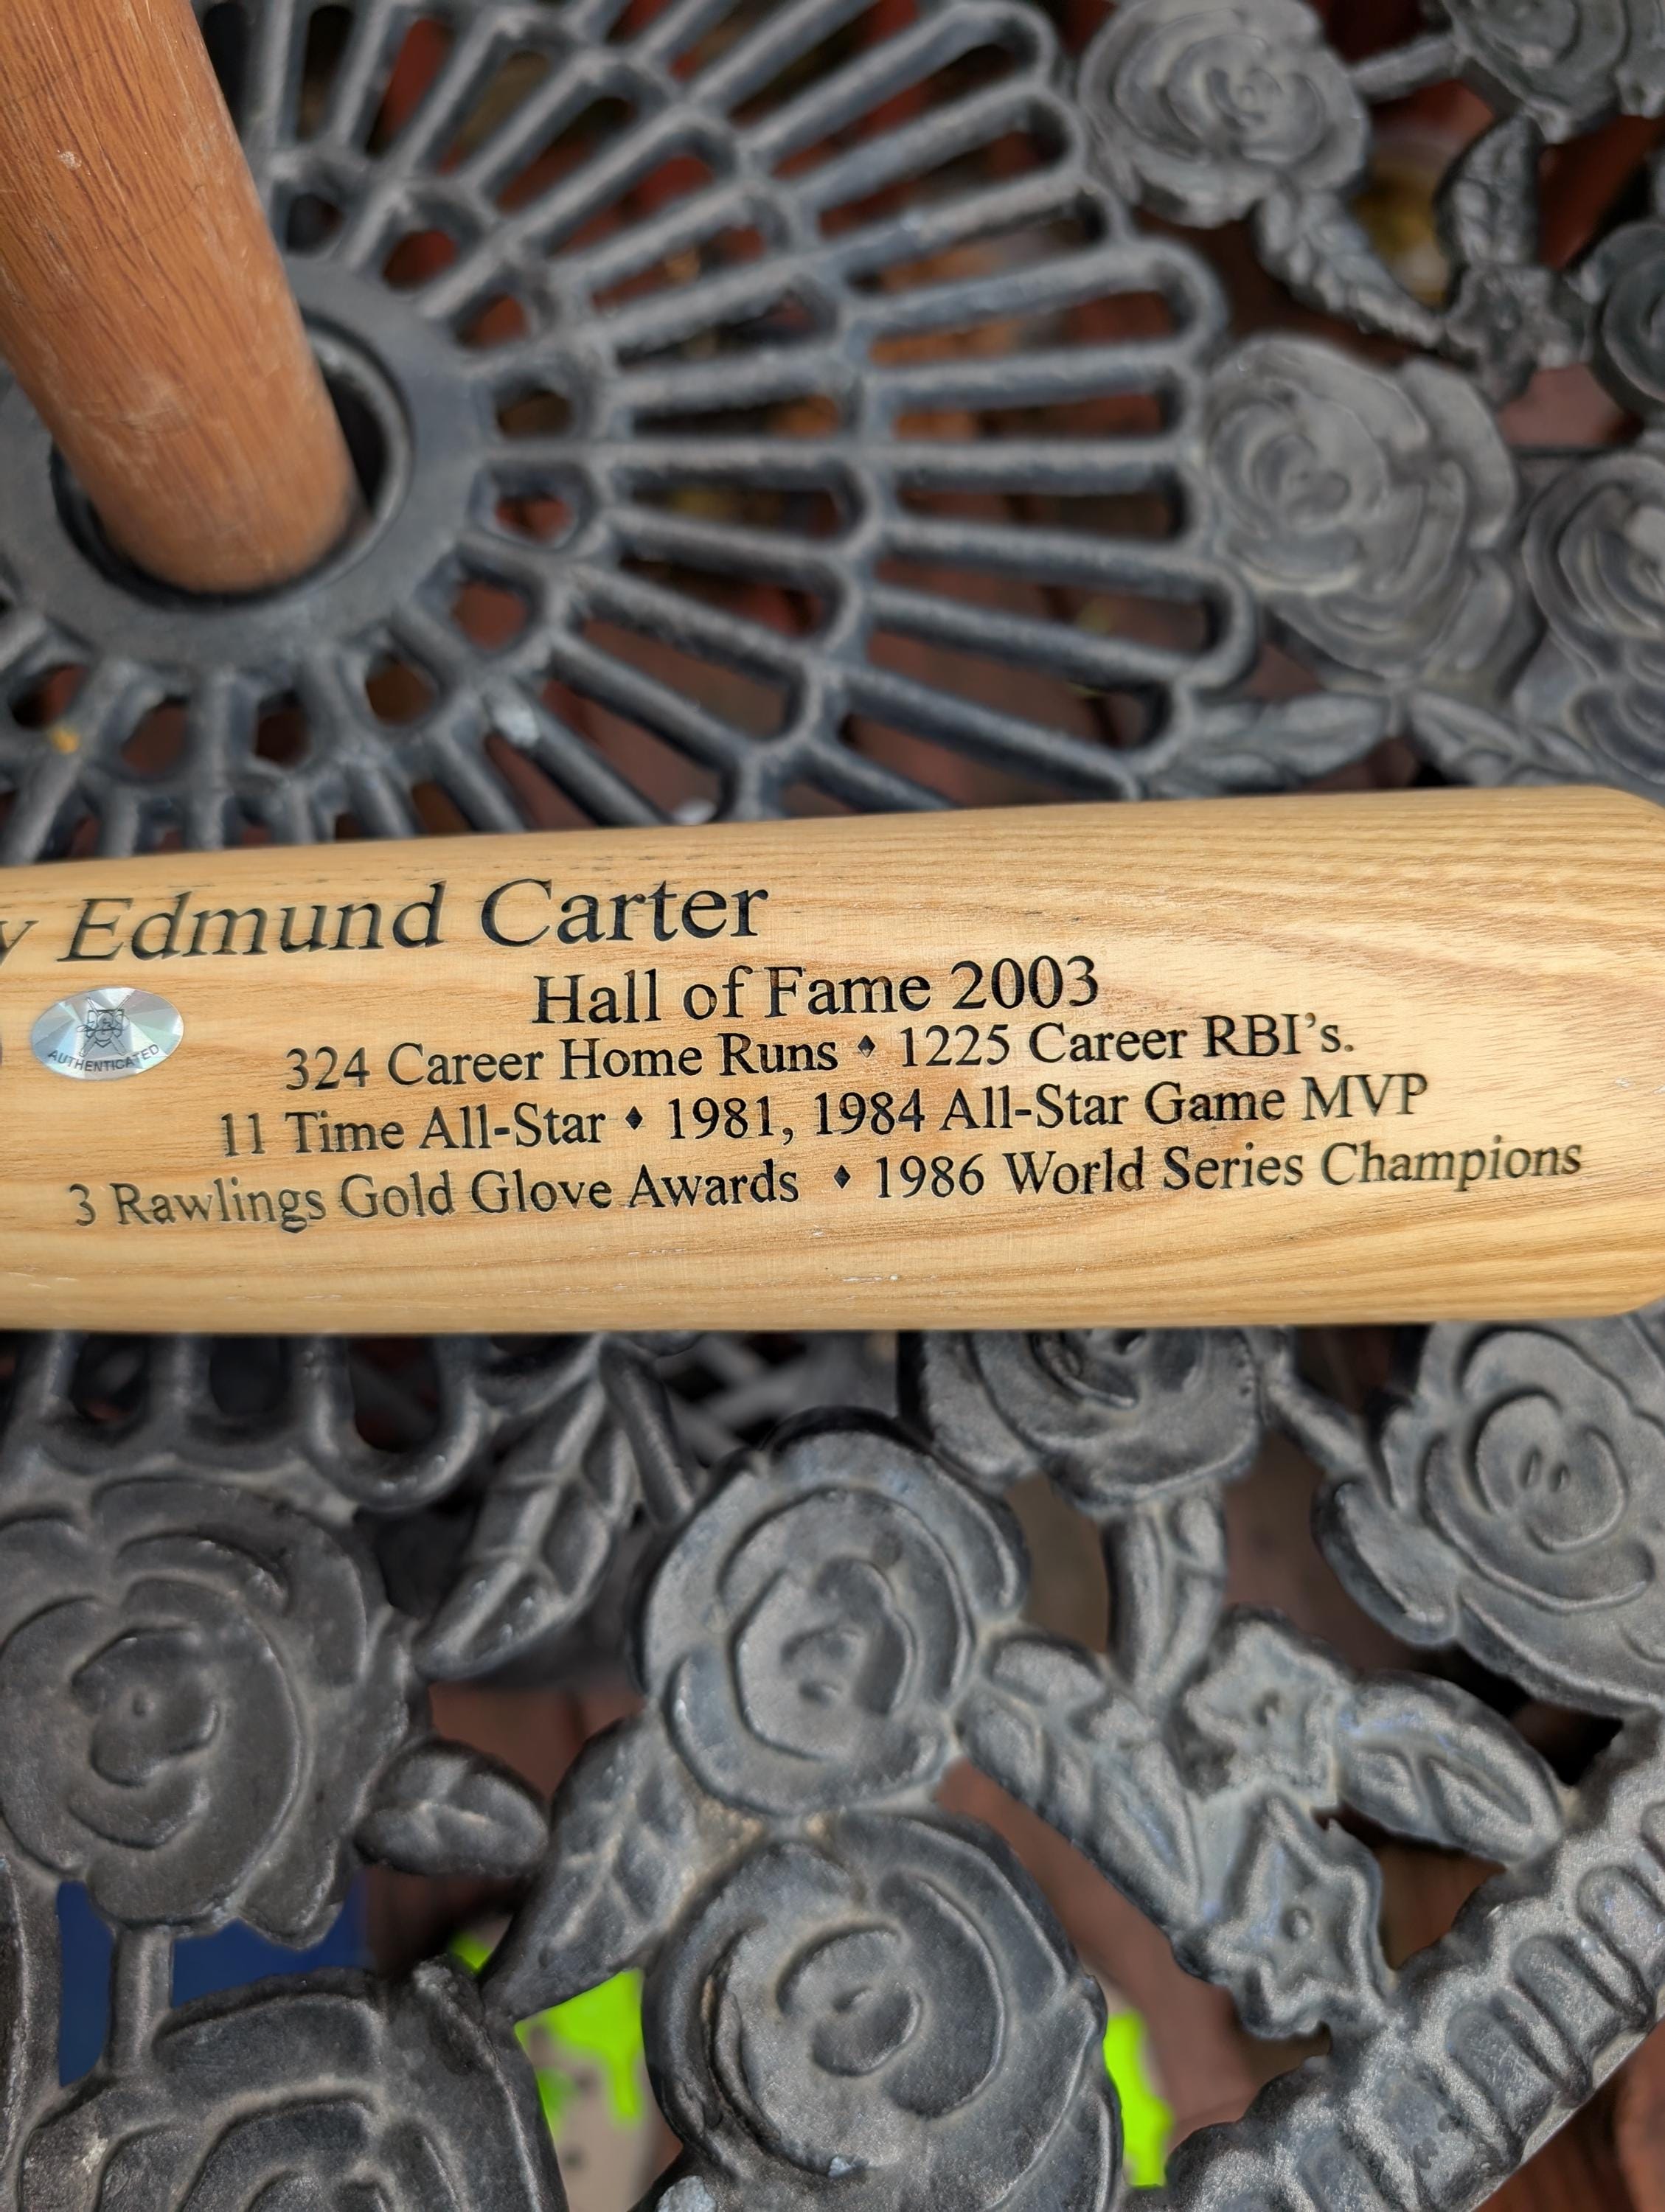 y Edmund Carter
Hall of Fame 2003
AUTHENTICATED
324 Career Home Runs ♦ 1225 Career RBI's.
11 Time All-Star ♦ 1981, 1984 All-Star Game MVP
3 Rawlings Gold Glove Awards ♦ 1986 World Series Champions